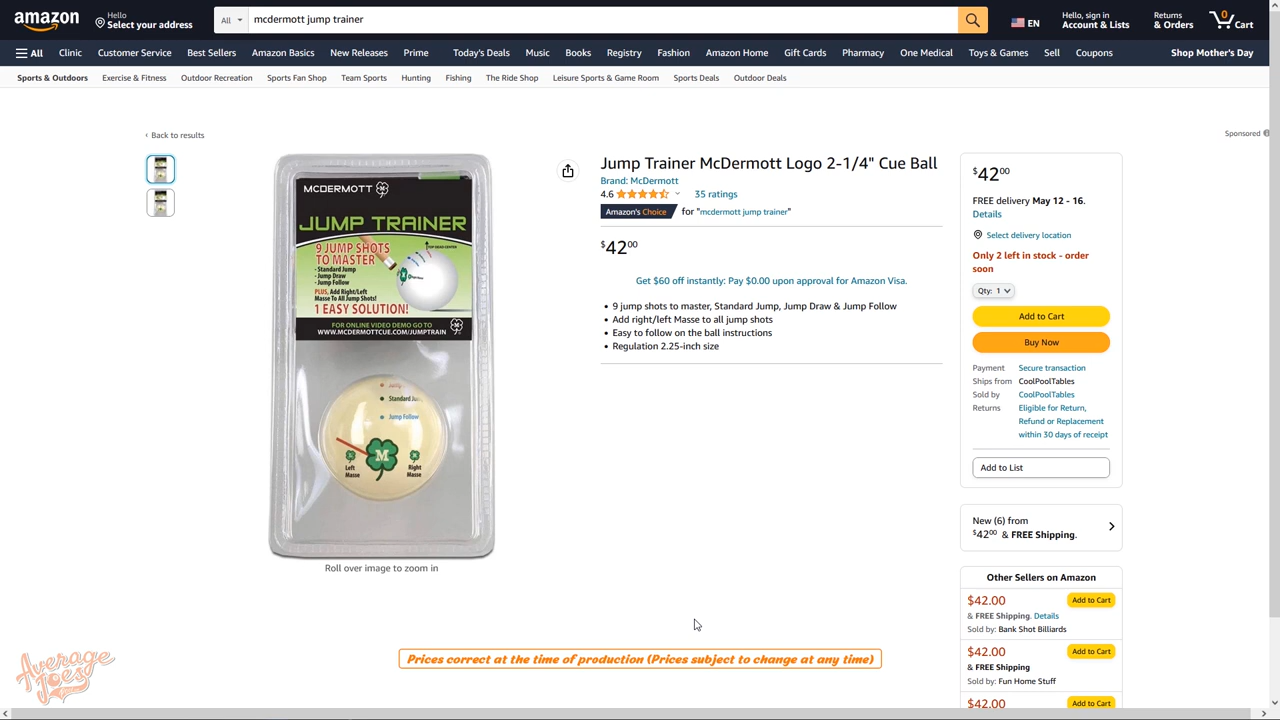 amazon
Hello
Select your address
All
mcdermott jump trainer
EN
Hello, sign in
Account & Lists
Returns
& Orders
0
Cart
All
Clinic
Customer Service
Best Sellers
Amazon Basics
New Releases
Prime
Today's Deals
Music
Books
Registry
Fashion
Amazon Home
Gift Cards
Pharmacy
One Medical
Toys & Games
Sell
Coupons
Shop Mother's Day
Sports & Outdoors
Exercise & Fitness
Outdoor Recreation
Sports Fan Shop
Team Sports
Hunting
Fishing
The Ride Shop
Leisure Sports & Game Room
Sports Deals
Outdoor Deals
‹ Back to results
Sponsored
MCDERMOTT
JUMP TRAINER
9 JUMP SHOTS
TO MASTER
- Standard Jump
- Jump Draw
- Jump Follow
PLUS, Add Right/Left
Masse To All Jump Shots!
1 EASY SOLUTION!
FOR ONLINE VIDEO DEMO GO TO
WWW.MCDERMOTTCUE.COM/JUMPTRAIN
Standard Ju
Jump Follow
M
Left
Masse
Right
Masse
Roll over image to zoom in
Jump Trainer McDermott Logo 2-1/4" Cue Ball
Brand: McDermott
4.6
35 ratings
Amazon's Choice
for "mcdermott jump trainer"
$4200
Get $60 off instantly: Pay $0.00 upon approval for Amazon Visa.
• 9 jump shots to master, Standard Jump, Jump Draw & Jump Follow
• Add right/left Masse to all jump shots
• Easy to follow on the ball instructions
• Regulation 2.25-inch size
$4200
FREE delivery May 12 - 16.
Details
Select delivery location
Only 2 left in stock - order
soon
Qty: 1
Add to Cart
Buy Now
Payment Secure transaction
Ships from CoolPoolTables
Sold by CoolPoolTables
Returns Eligible for Return,
Refund or Replacement
within 30 days of receipt
Add to List
New (6) from
$4200 & FREE Shipping.
Other Sellers on Amazon
$42.00
Add to Cart
& FREE Shipping. Details
Sold by: Bank Shot Billiards
$42.00
Add to Cart
& FREE Shipping
Sold by: Fun Home Stuff
$42.00
Add to Cart
Prices correct at the time of production (Prices subject to change at any time)
Average
Joes